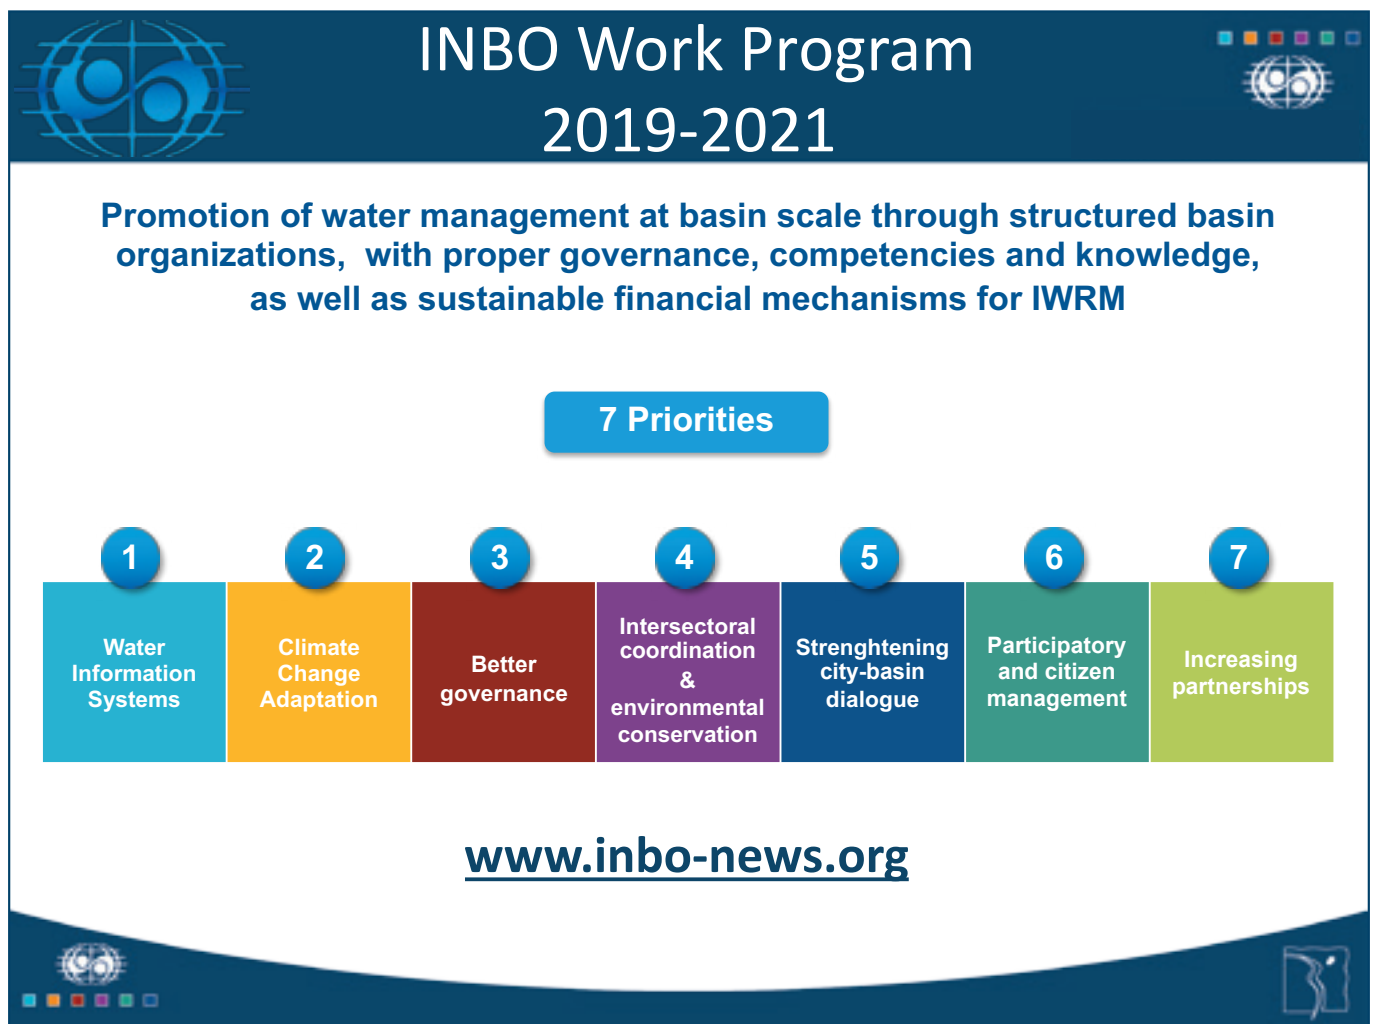 INBO Work Program
2019-2021
Promotion of water management at basin scale through structured basin
organizations, with proper governance, competencies and knowledge,
as well as sustainable financial mechanisms for IWRM
7 Priorities
1
Water
Information
Systems
2
Climate
Change
Adaptation
3
Better
governance
4
Intersectoral
coordination
&
environmental
conservation
5
Strenghtening
city-basin
dialogue
6
Participatory
and citizen
management
7
Increasing
partnerships
www.inbo-news.org